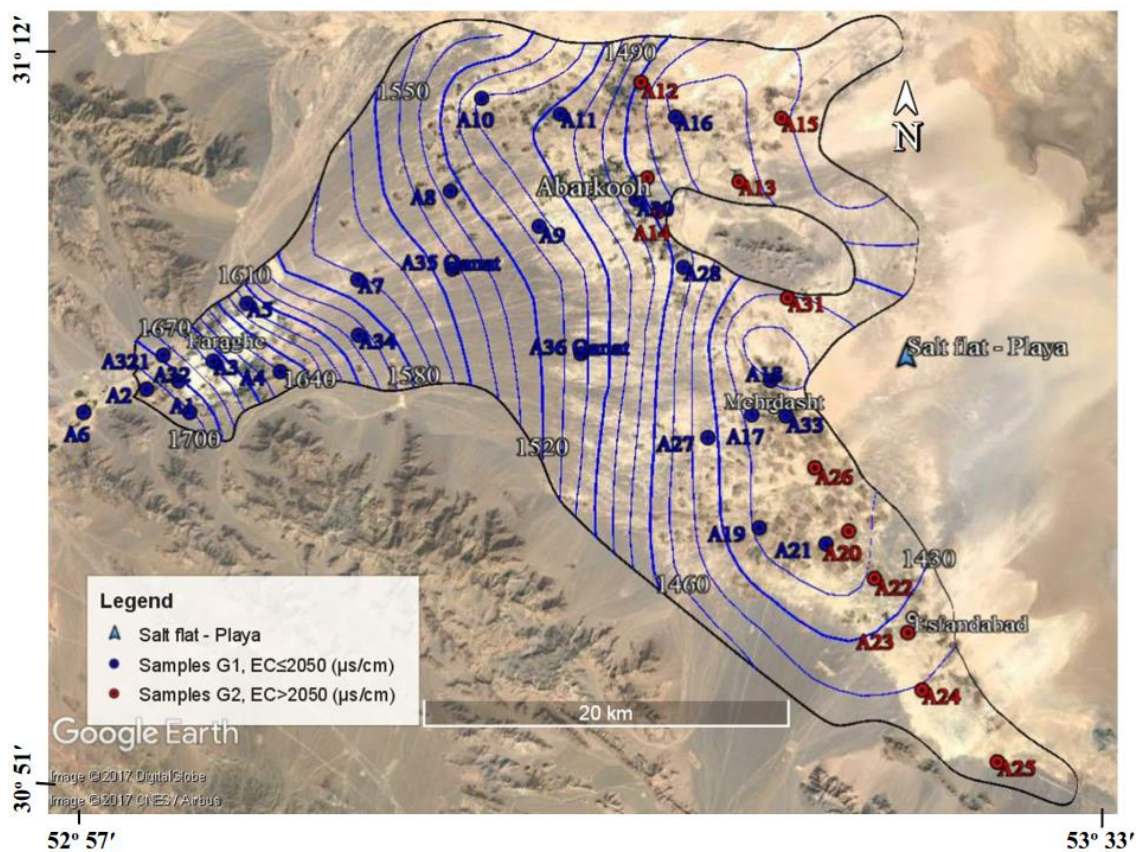 31° 12′
1490
1550
A12
A10
A11
A16
A15
Abarkooh
A13
A8
A30
A14
A9
A35 Qanat
A28
1610
A7
A31
A5
1670
Faraghe
A34
A36 Qanat
Salt flat - Playa
A321
A3
A32
A4
1640
1580
A18
A2
A1
Mehrdasht
A6
A17
A33
1700
1520
A27
A26
A19
A21
A20
1430
1460
A22
Esfandabad
A23
Legend
Salt flat - Playa
Samples G1, EC≤2050 (µs/cm)
Samples G2, EC>2050 (µs/cm)
A24
20 km
Google Earth
A25
30° 51′
Image © 2017 DigitalGlobe
Image © 2017 CNES / Airbus
52° 57′
53° 33′
N